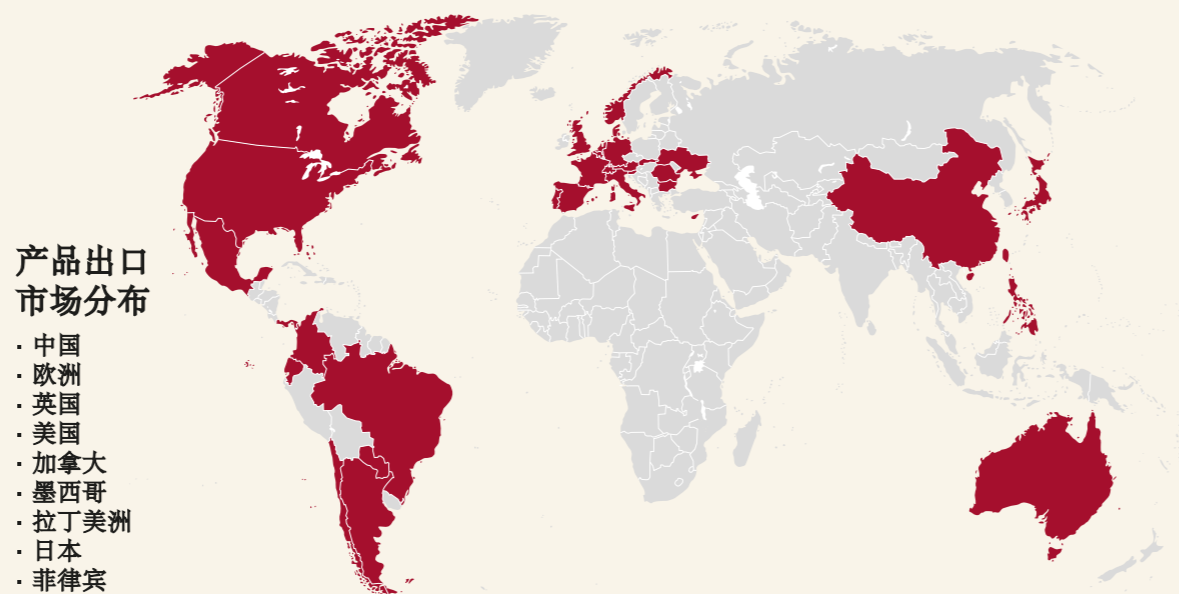 产品出口
市场分布
· 中国
· 欧洲
· 英国
· 美国
· 加拿大
· 墨西哥
· 拉丁美洲
· 日本
· 菲律宾